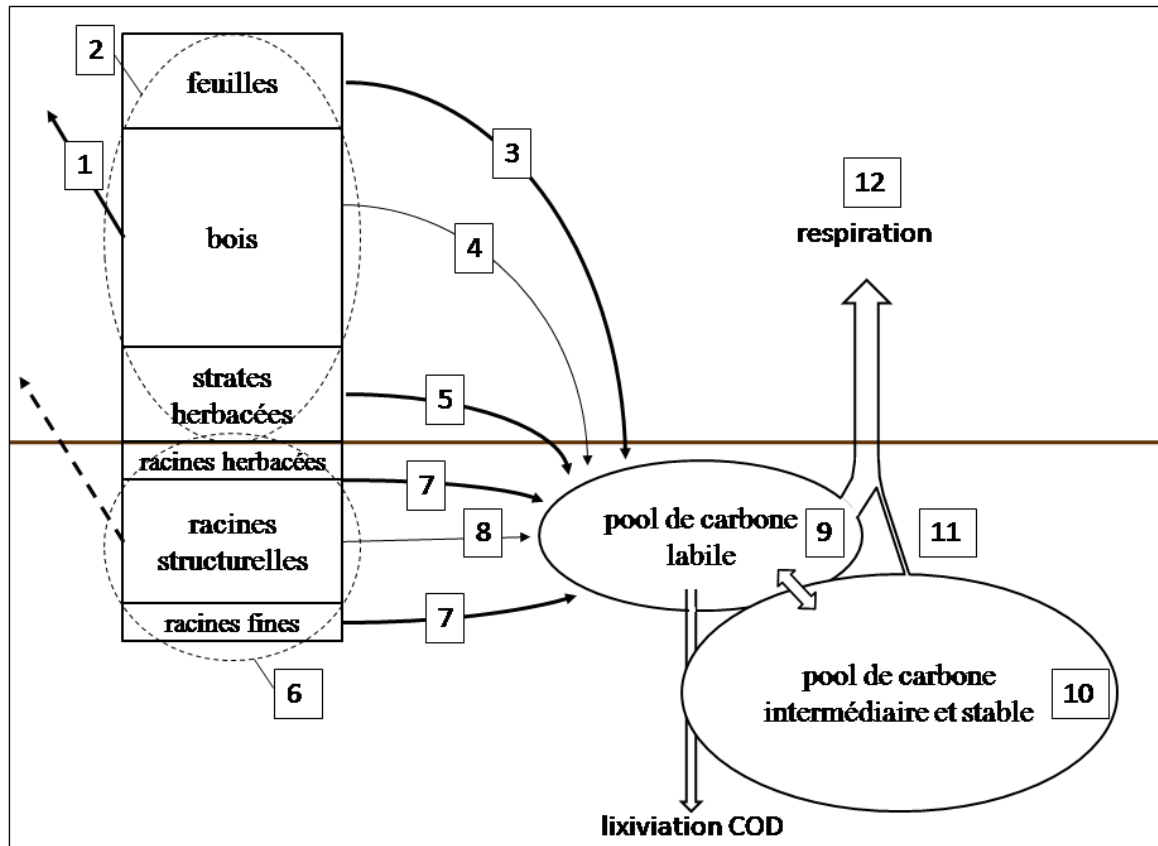 2
feuilles
1
3
12
bois
4
respiration
strates
herbacées
5
racines herbacées
7
racines
structurelles
8
pool de carbone
labile
9
11
racines fines
7
6
pool de carbone
intermédiaire et stable
10
lixiviation COD